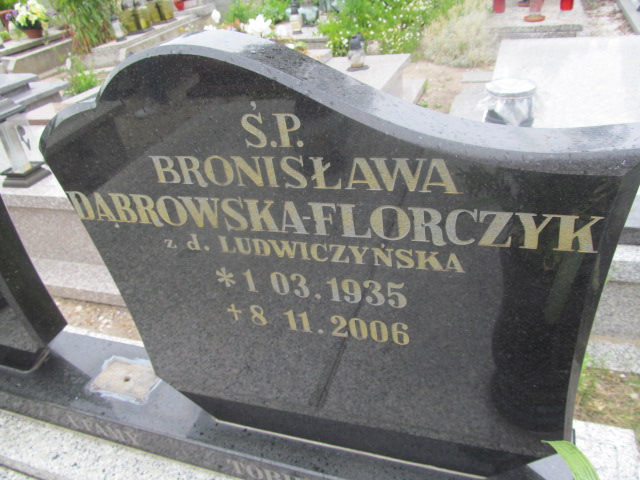 Ś.P.
BRONISŁAWA
DĄBROWSKA-FLORCZYK
z d. LUDWICZYŃSKA
*1 03.1935
+8 11.2006